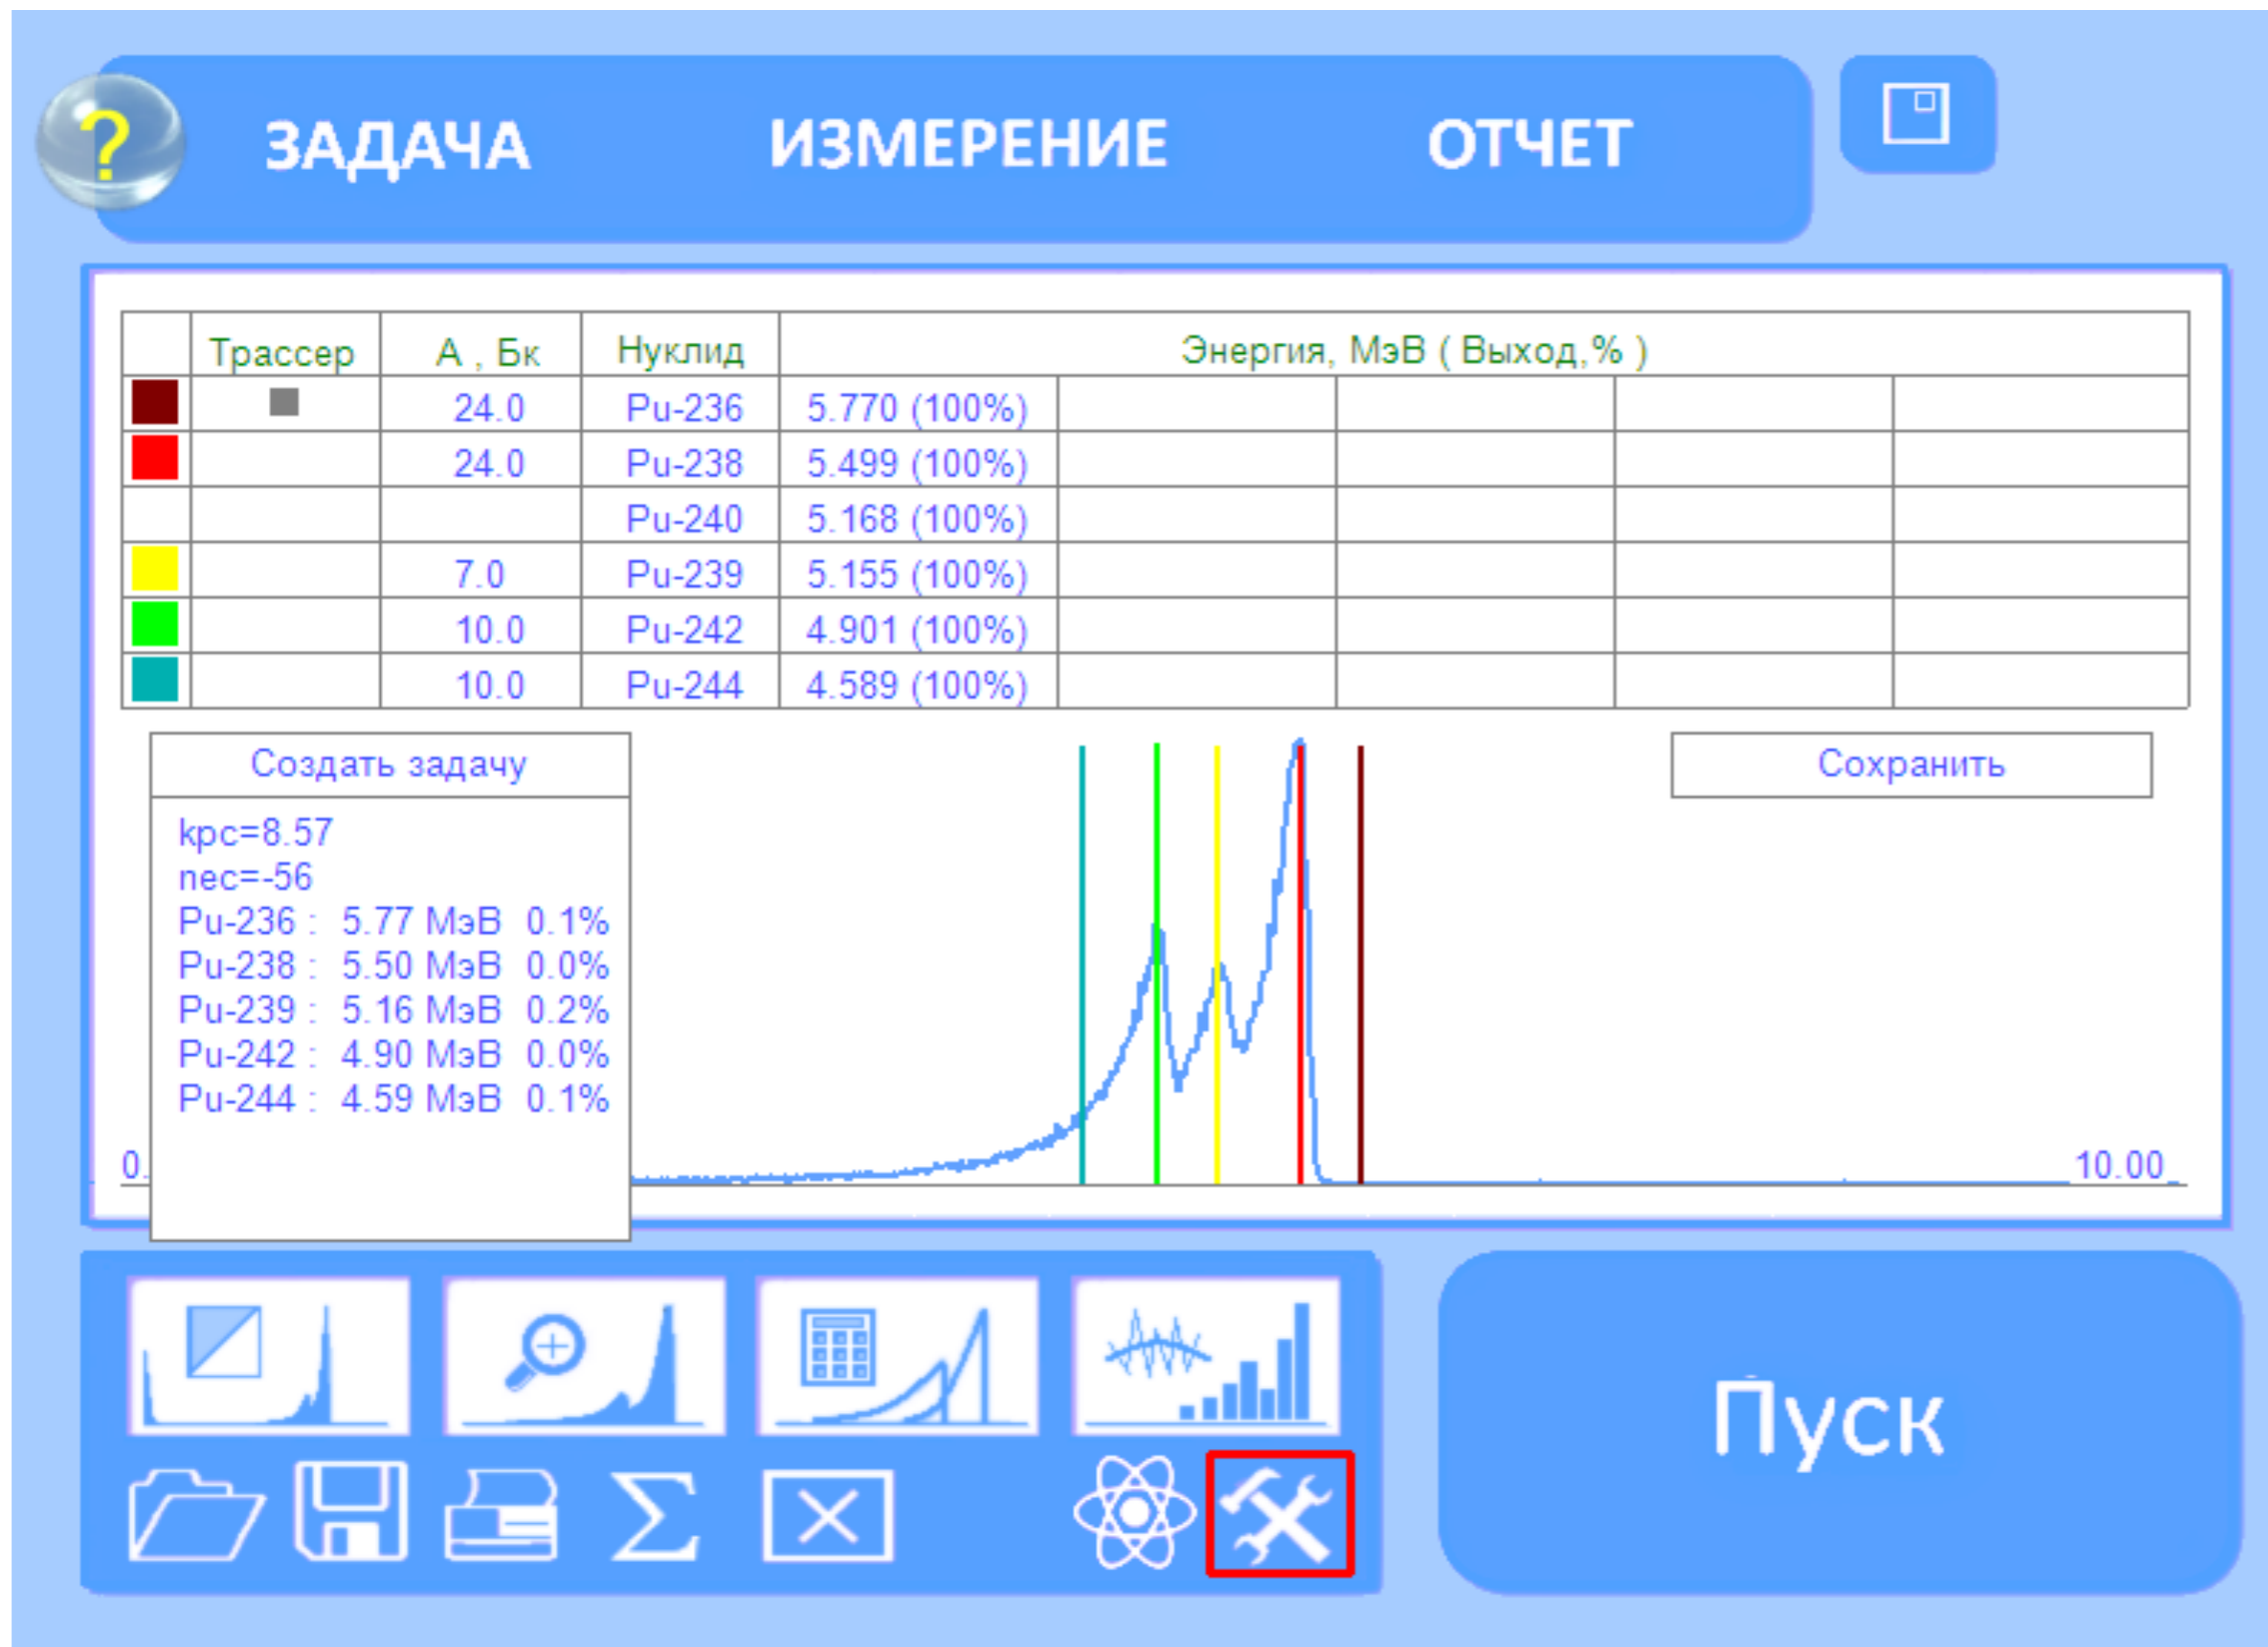 ?
ЗАДАЧА ИЗМЕРЕНИЕ ОТЧЕТ
Трассер А , Бк Нуклид Энергия, МэВ ( Выход,% )
24.0 Pu-236 5.770 (100%)
24.0 Pu-238 5.499 (100%)
Pu-240 5.168 (100%)
7.0 Pu-239 5.155 (100%)
10.0 Pu-242 4.901 (100%)
10.0 Pu-244 4.589 (100%)
Создать задачу
kpc=8.57
nec=-56
Pu-236 : 5.77 МэВ 0.1%
Pu-238 : 5.50 МэВ 0.0%
Pu-239 : 5.16 МэВ 0.2%
Pu-242 : 4.90 МэВ 0.0%
Pu-244 : 4.59 МэВ 0.1%
Сохранить
0.
10.00
Σ
Пуск